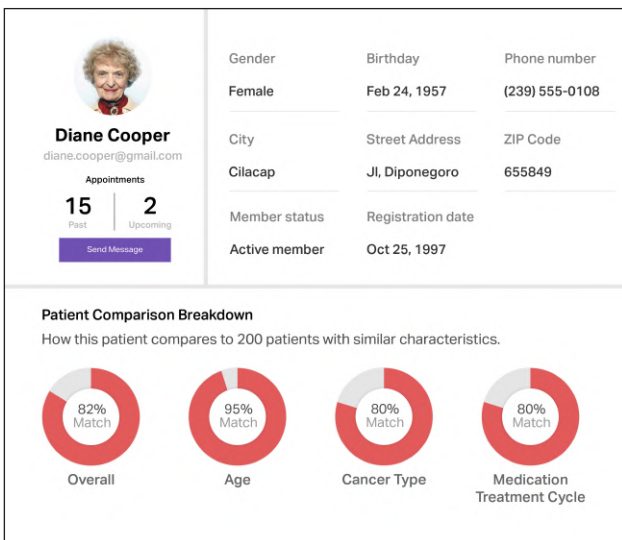 Diane Cooper
diane.cooper@gmail.com
Appointments
15 2
Past Upcoming
Send Message
Gender Birthday Phone number
Female Feb 24, 1957 (239) 555-0108
City Street Address ZIP Code
Cilacap Jl, Diponegoro 655849
Member status Registration date
Active member Oct 25, 1997
Patient Comparison Breakdown
How this patient compares to 200 patients with similar characteristics.
82% 95% 80% 80%
Match Match Match Match
Overall Age Cancer Type Medication
Treatment Cycle